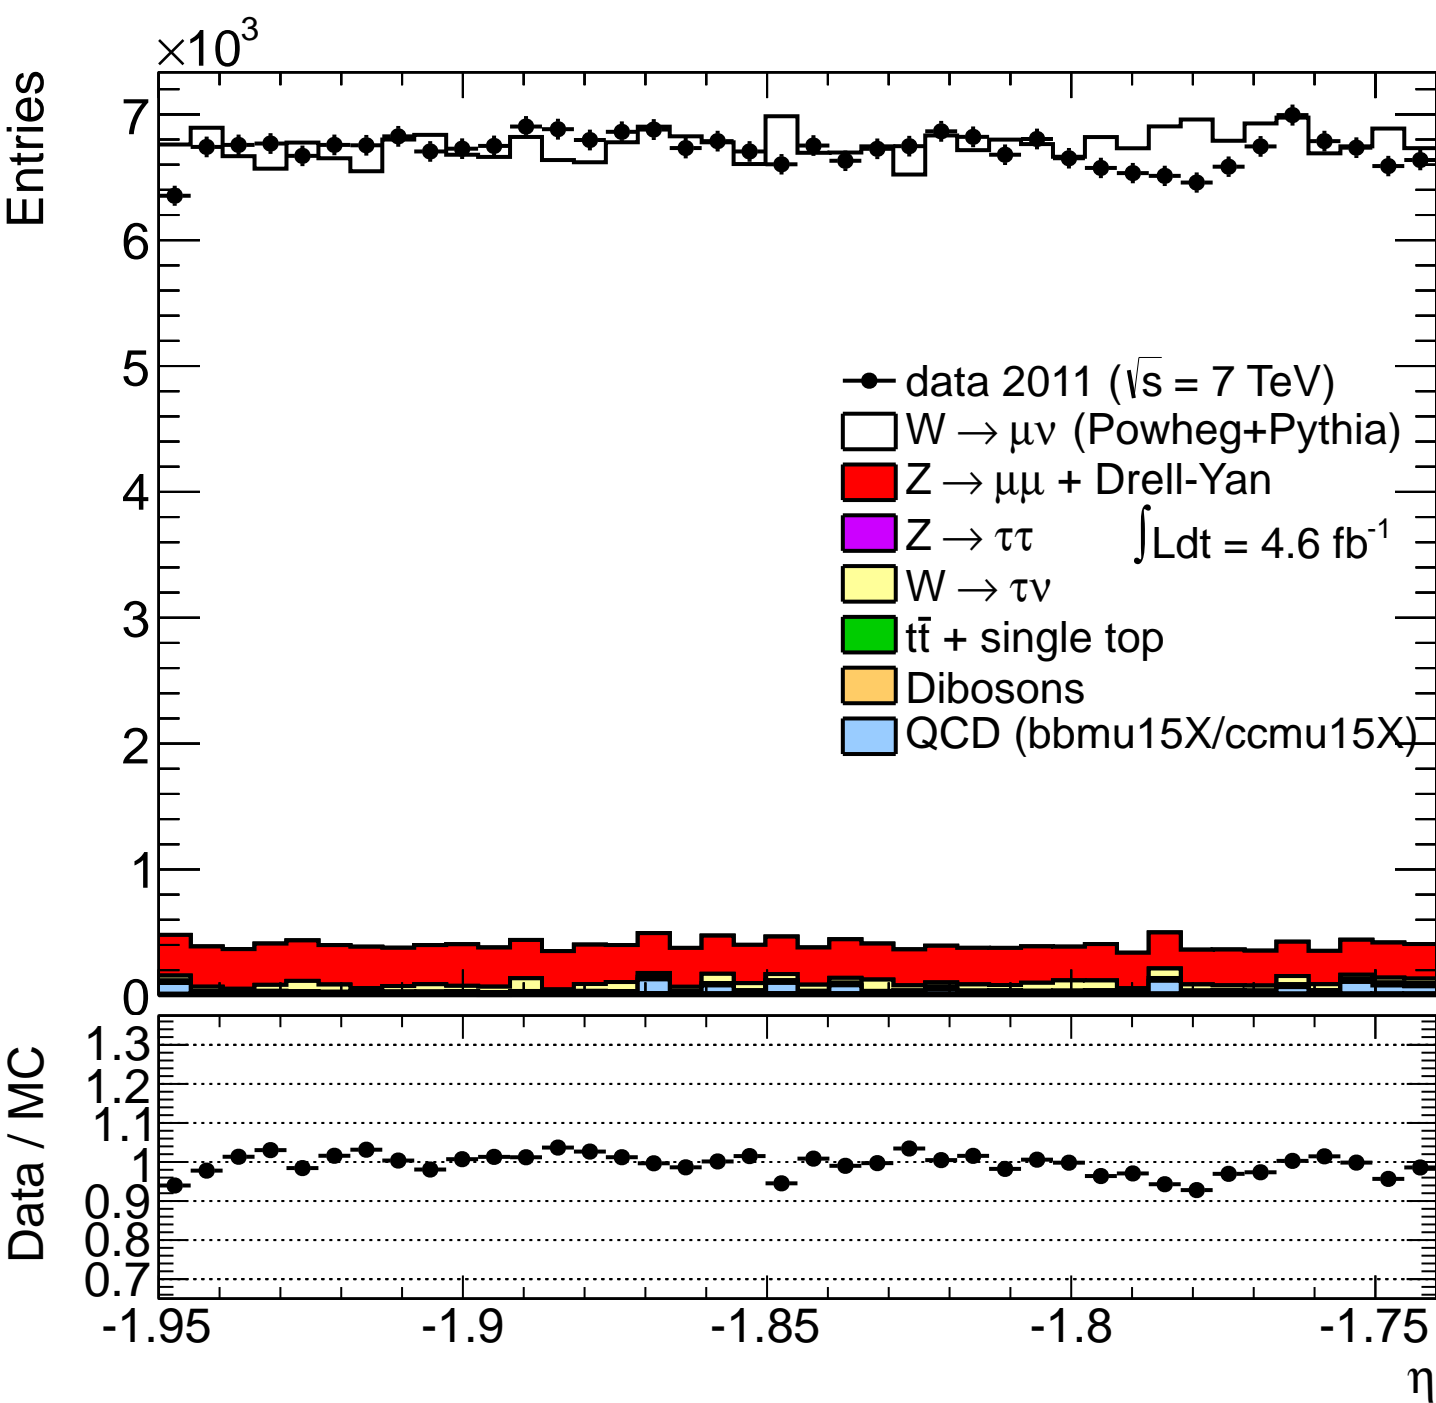 ×10³
Entries
7
6
5
4
3
2
1
0
data 2011 (√s = 7 TeV)
W → μν (Powheg+Pythia)
Z → μμ + Drell-Yan
Z → ττ
∫Ldt = 4.6 fb⁻¹
W → τν
tt̄ + single top
Dibosons
QCD (bbmu15X/ccmu15X)
Data / MC
1.3
1.2
1.1
1
0.9
0.8
0.7
-1.95 -1.9 -1.85 -1.8 -1.75
η